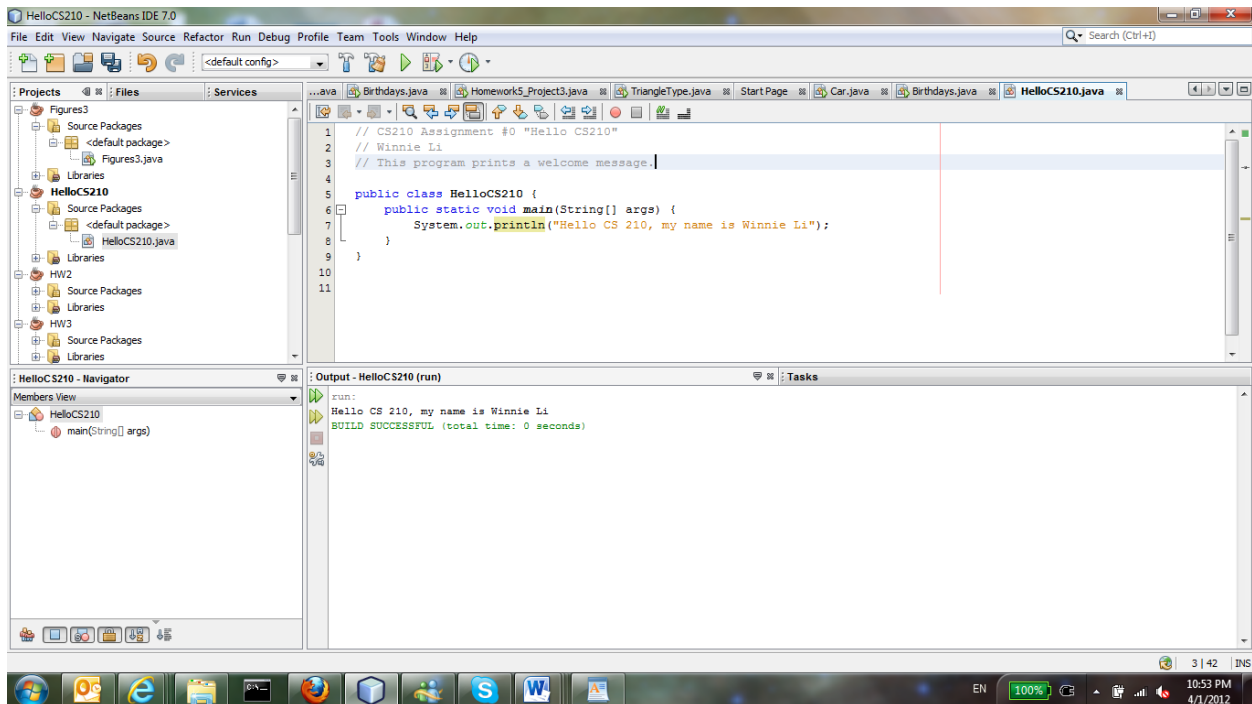 HelloCS210 - NetBeans IDE 7.0
File Edit View Navigate Source Refactor Run Debug Profile Team Tools Window Help
Search (Ctrl+I)
<default config>
Projects Files Services
...ava Birthdays.java Homework5_Project3.java TriangleType.java Start Page Car.java Birthdays.java HelloCS210.java
Figures3
Source Packages
<default package>
Figures3.java
Libraries
HelloCS210
Source Packages
<default package>
HelloCS210.java
Libraries
HW2
Source Packages
Libraries
HW3
Source Packages
Libraries
1 // CS210 Assignment #0 "Hello CS210"
2 // Winnie Li
3 // This program prints a welcome message.
4
5 public class HelloCS210 {
6 public static void main(String[] args) {
7 System.out.println("Hello CS 210, my name is Winnie Li");
8 }
9 }
10
11
HelloCS210 - Navigator
Members View
HelloCS210
main(String[] args)
Output - HelloCS210 (run)
Tasks
run:
Hello CS 210, my name is Winnie Li
BUILD SUCCESSFUL (total time: 0 seconds)
3 | 42 INS
EN 100% 10:53 PM
4/1/2012